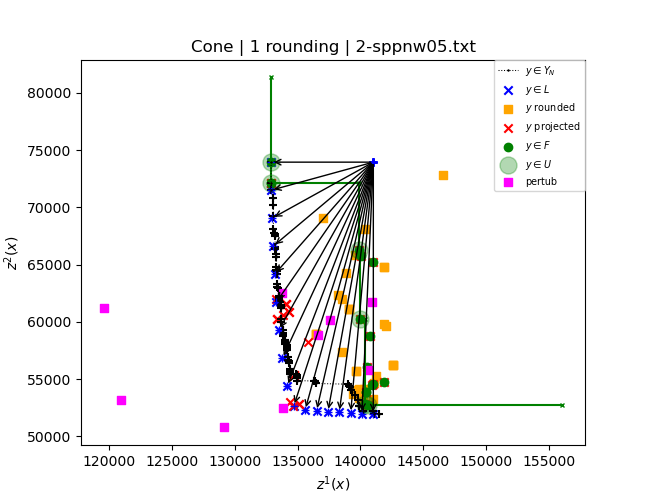 Cone | 1 rounding | 2-sppnw05.txt
z²(x)
80000
75000
70000
65000
60000
55000
50000
120000 125000 130000 135000 140000 145000 150000 155000
z¹(x)
y ∈ Y_N
y ∈ L
y rounded
y projected
y ∈ F
y ∈ U
pertub